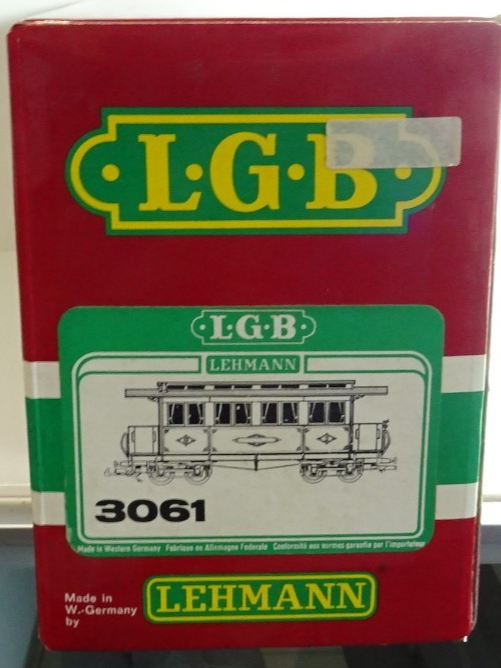 L·G·B
L·G·B
LEHMANN
3061
Made in Western Germany Fabriqué en Allemagne Federale Conformité aux normes garantie par l'importateur
Made in
W.-Germany
by
LEHMANN